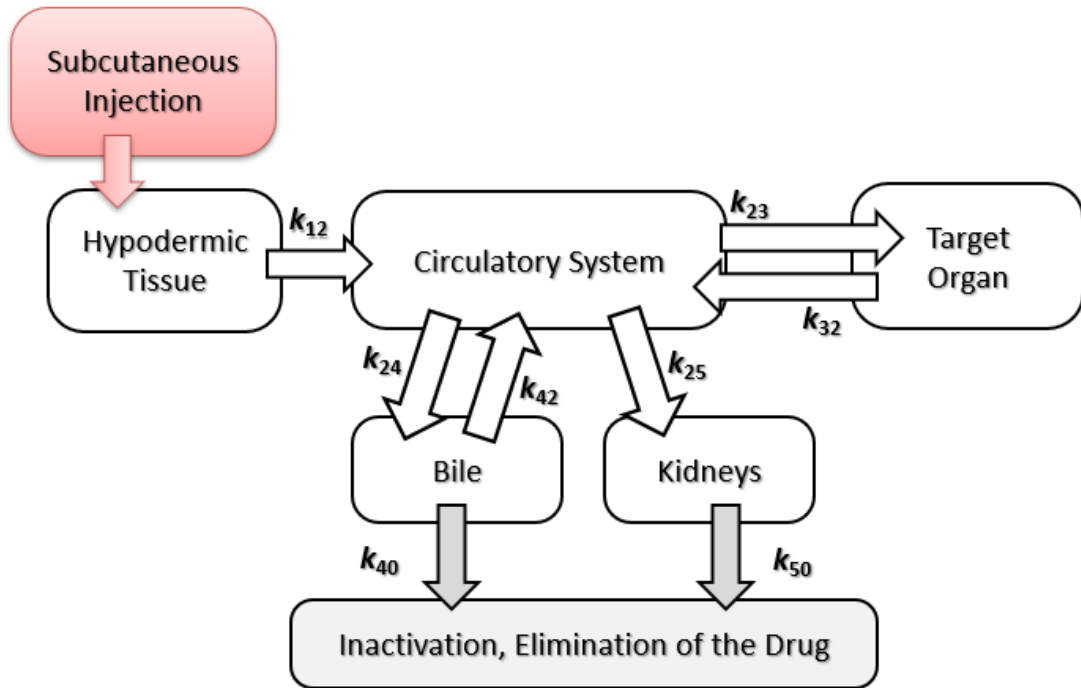 Subcutaneous
Injection
Hypodermic
Tissue
k12
Circulatory System
k23
k32
Target
Organ
k24
k42
k25
Bile
Kidneys
k40
k50
Inactivation, Elimination of the Drug